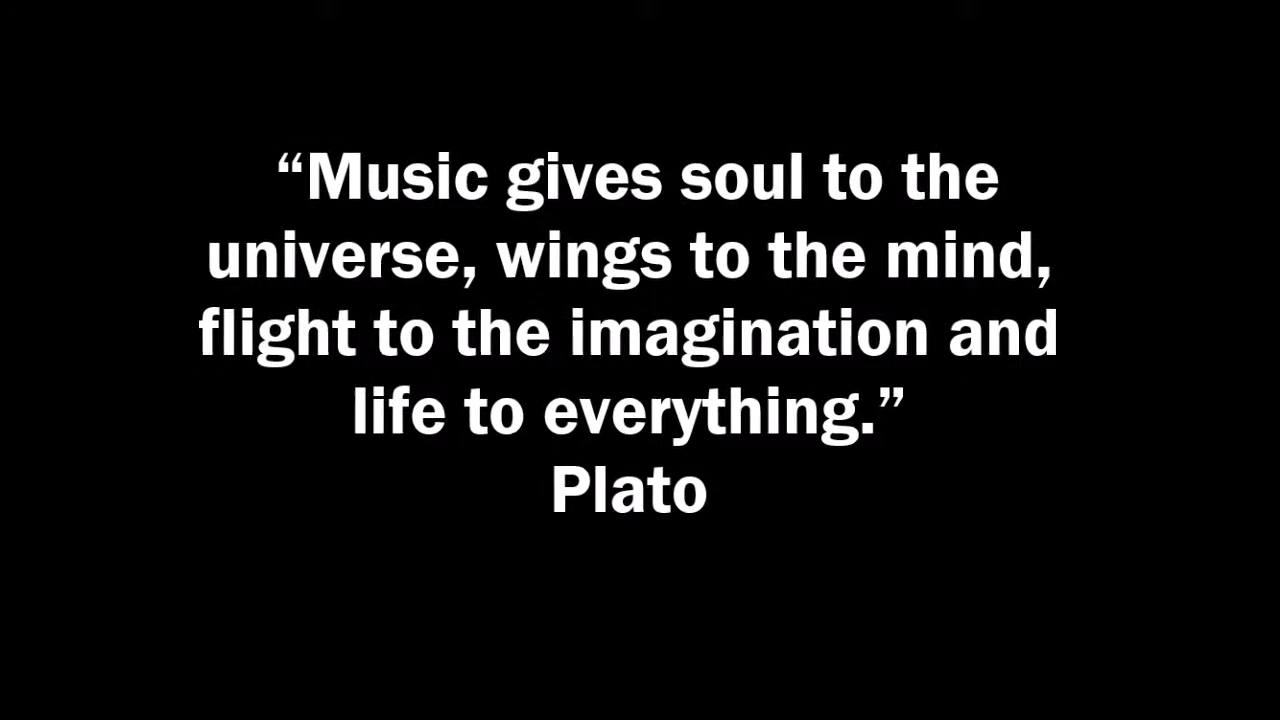 “Music gives soul to the
universe, wings to the mind,
flight to the imagination and
life to everything.”
Plato